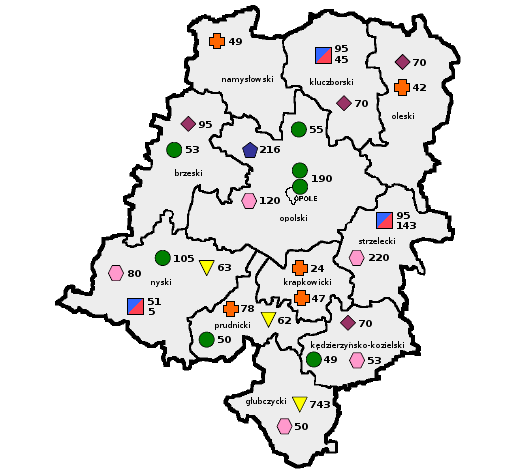 49
namysłowski
95
45
kluczborski
70
70
42
oleski
95
53
brzeski
216
55
190
OPOLE
120
opolski
95
143
strzelecki
220
105
63
80
nyski
51
5
24
krapkowicki
47
78
prudnicki
62
50
70
kędzierzyńsko-kozielski
49
53
głubczycki
743
50